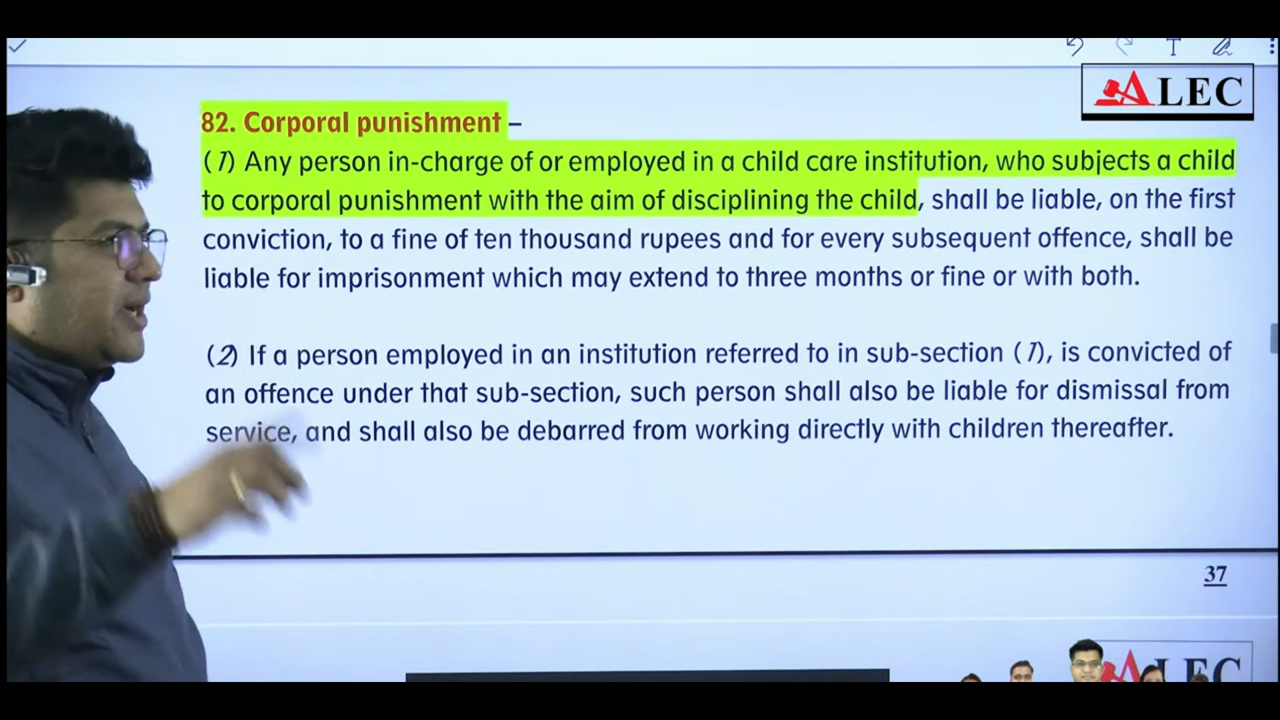 ALEC
82. Corporal punishment –
(1) Any person in-charge of or employed in a child care institution, who subjects a child
to corporal punishment with the aim of disciplining the child, shall be liable, on the first
conviction, to a fine of ten thousand rupees and for every subsequent offence, shall be
liable for imprisonment which may extend to three months or fine or with both.
(2) If a person employed in an institution referred to in sub-section (1), is convicted of
an offence under that sub-section, such person shall also be liable for dismissal from
service, and shall also be debarred from working directly with children thereafter.
37
ALEC